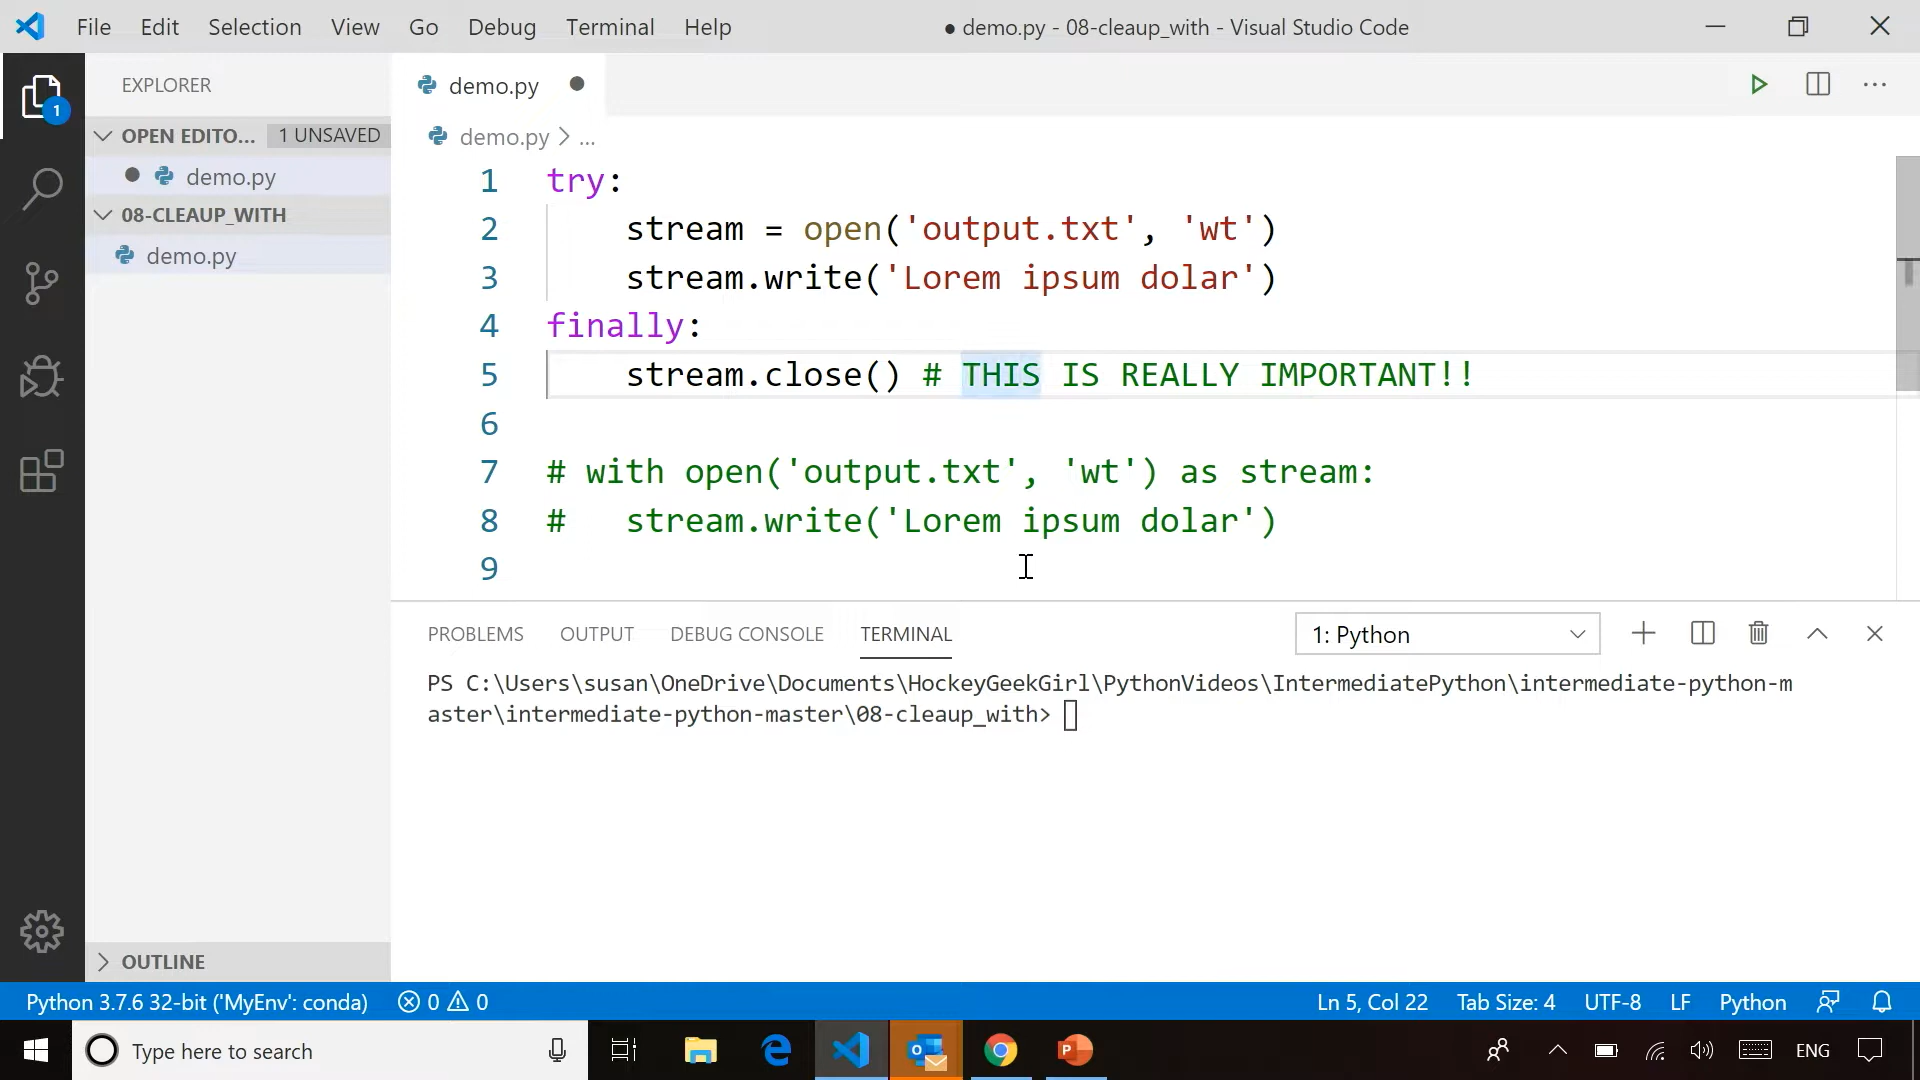 File Edit Selection View Go Debug Terminal Help
● demo.py - 08-cleaup_with - Visual Studio Code
EXPLORER
OPEN EDITO... 1 UNSAVED
demo.py
08-CLEAUP_WITH
demo.py
OUTLINE
1
demo.py
demo.py > ...
1 try:
2 stream = open('output.txt', 'wt')
3 stream.write('Lorem ipsum dolar')
4 finally:
5 stream.close() # THIS IS REALLY IMPORTANT!!
6
7 # with open('output.txt', 'wt') as stream:
8 #   stream.write('Lorem ipsum dolar')
9
PROBLEMS OUTPUT DEBUG CONSOLE TERMINAL 1: Python
PS C:\Users\susan\OneDrive\Documents\HockeyGeekGirl\PythonVideos\IntermediatePython\intermediate-python-m
aster\intermediate-python-master\08-cleaup_with>
Python 3.7.6 32-bit ('MyEnv': conda) 0 0 Ln 5, Col 22 Tab Size: 4 UTF-8 LF Python
Type here to search ENG